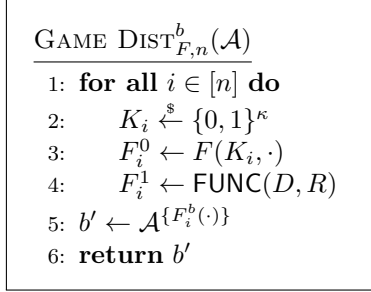 GAME DIST^b_{F,n}(𝒜)
1: for all i ∈ [n] do
2: K_i ←$ {0, 1}^κ
3: F_i^0 ← F(K_i, ·)
4: F_i^1 ← FUNC(D, R)
5: b′ ← 𝒜^{{F_i^b(·)}}
6: return b′